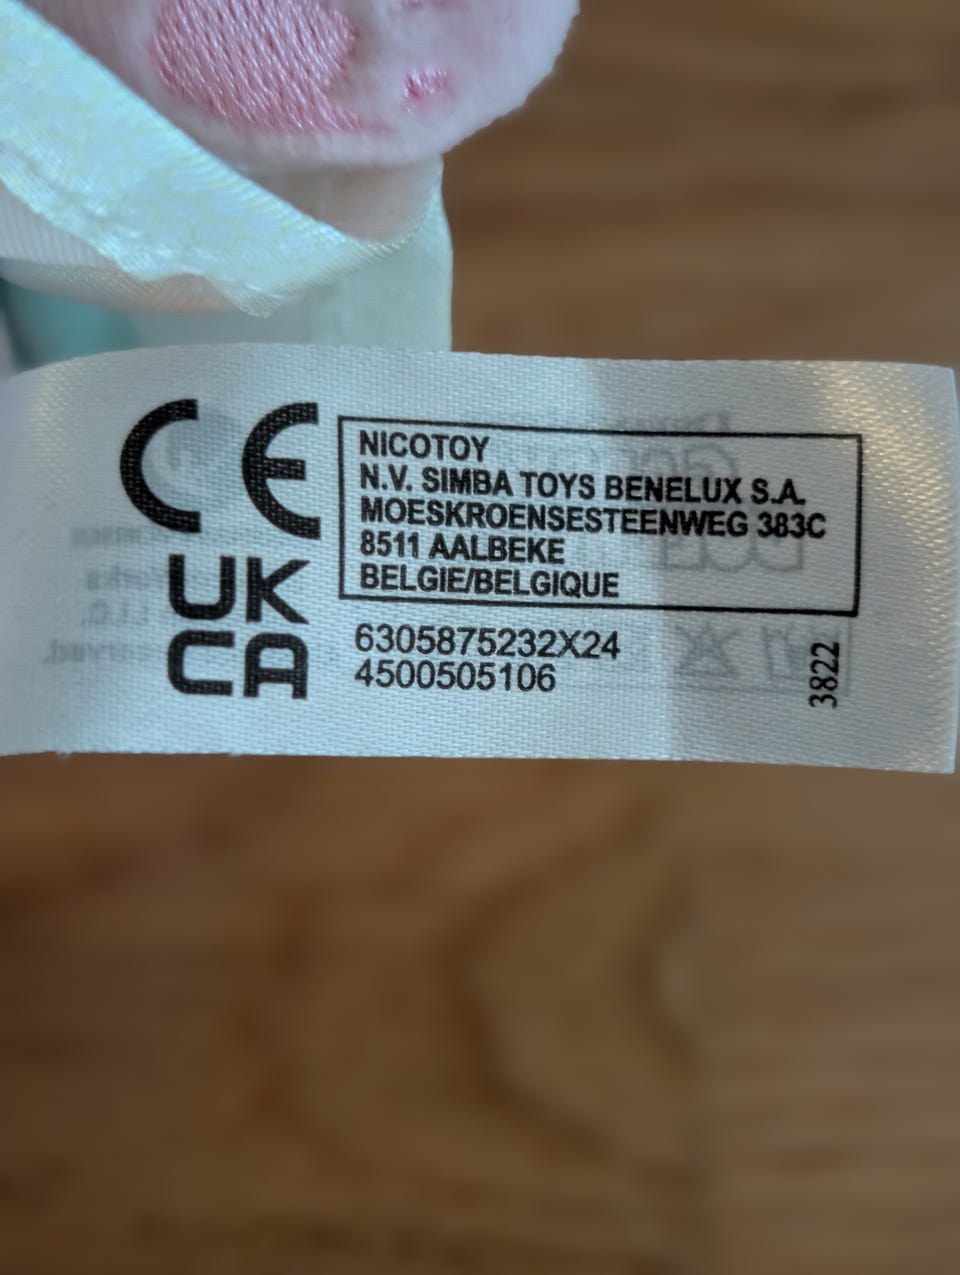 CE
UK
CA
NICOTOY
N.V. SIMBA TOYS BENELUX S.A.
MOESKROENSESTEENWEG 383C
8511 AALBEKE
BELGIE/BELGIQUE
6305875232X24
4500505106
3822